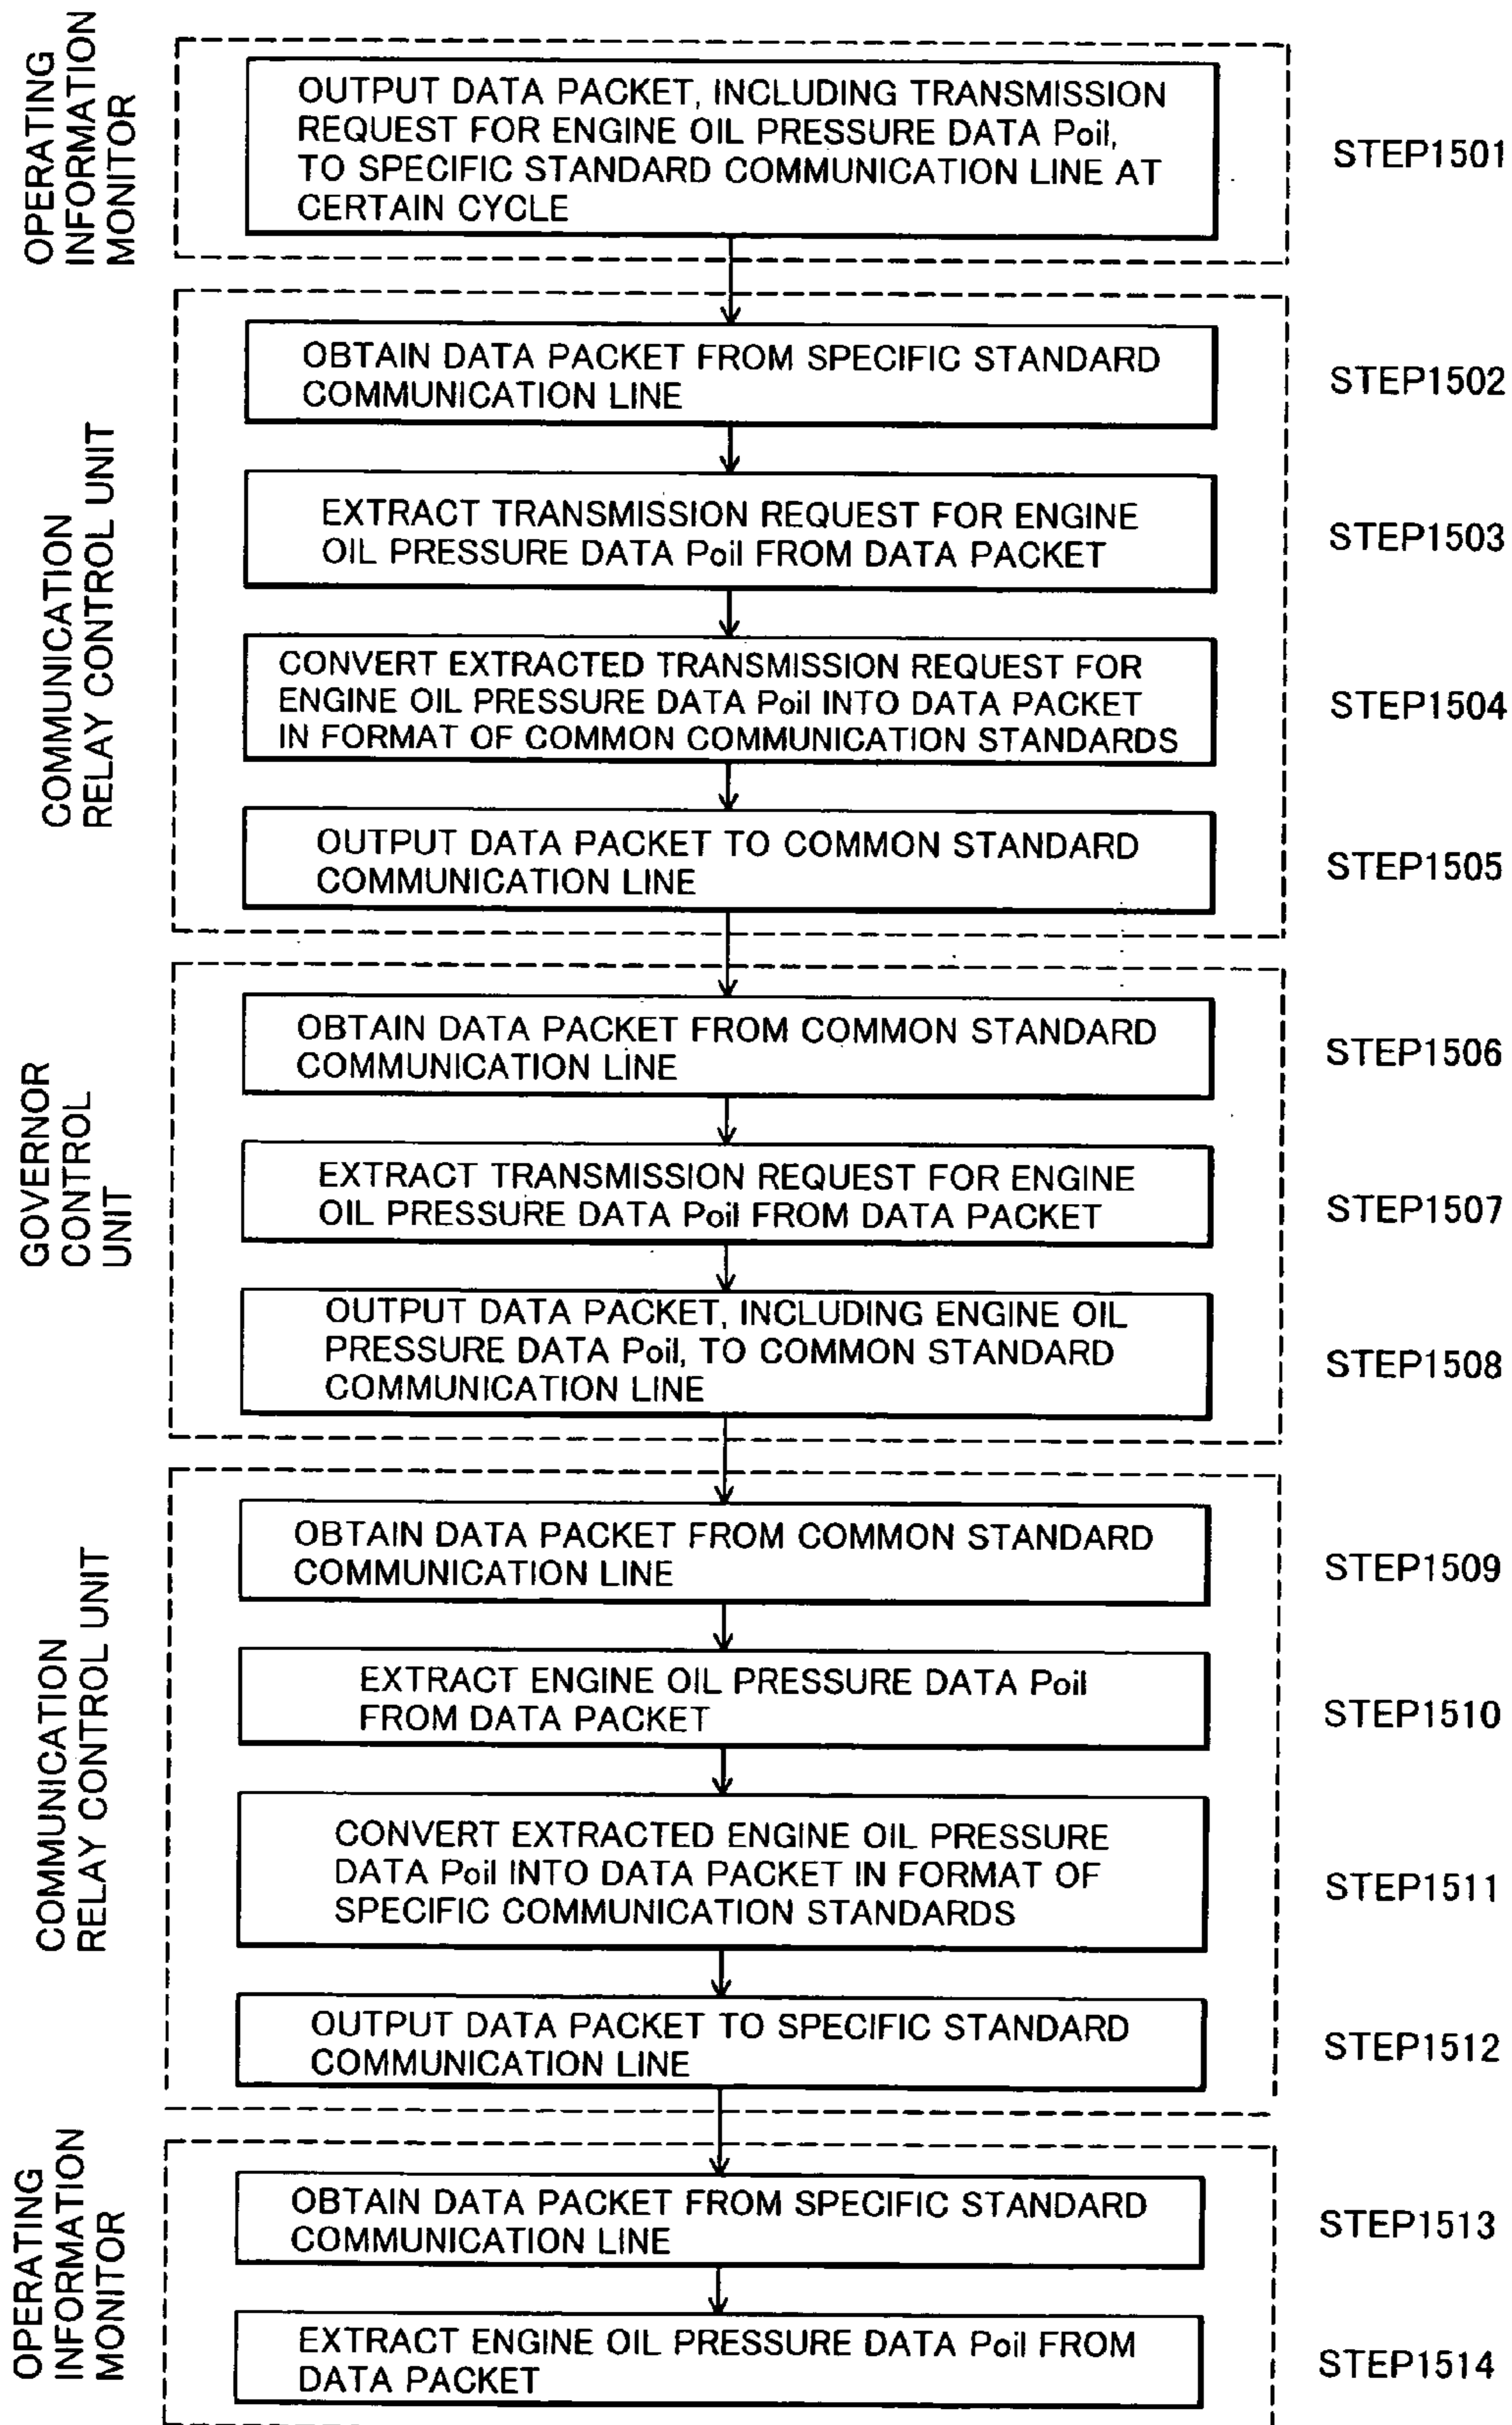 OPERATING
INFORMATION
MONITOR
OUTPUT DATA PACKET, INCLUDING TRANSMISSION
REQUEST FOR ENGINE OIL PRESSURE DATA Poil,
TO SPECIFIC STANDARD COMMUNICATION LINE AT
CERTAIN CYCLE
STEP1501
COMMUNICATION
RELAY CONTROL UNIT
OBTAIN DATA PACKET FROM SPECIFIC STANDARD
COMMUNICATION LINE
STEP1502
EXTRACT TRANSMISSION REQUEST FOR ENGINE
OIL PRESSURE DATA Poil FROM DATA PACKET
STEP1503
CONVERT EXTRACTED TRANSMISSION REQUEST FOR
ENGINE OIL PRESSURE DATA Poil INTO DATA PACKET
IN FORMAT OF COMMON COMMUNICATION STANDARDS
STEP1504
OUTPUT DATA PACKET TO COMMON STANDARD
COMMUNICATION LINE
STEP1505
GOVERNOR
CONTROL
UNIT
OBTAIN DATA PACKET FROM COMMON STANDARD
COMMUNICATION LINE
STEP1506
EXTRACT TRANSMISSION REQUEST FOR ENGINE
OIL PRESSURE DATA Poil FROM DATA PACKET
STEP1507
OUTPUT DATA PACKET, INCLUDING ENGINE OIL
PRESSURE DATA Poil, TO COMMON STANDARD
COMMUNICATION LINE
STEP1508
COMMUNICATION
RELAY CONTROL UNIT
OBTAIN DATA PACKET FROM COMMON STANDARD
COMMUNICATION LINE
STEP1509
EXTRACT ENGINE OIL PRESSURE DATA Poil
FROM DATA PACKET
STEP1510
CONVERT EXTRACTED ENGINE OIL PRESSURE
DATA Poil INTO DATA PACKET IN FORMAT OF
SPECIFIC COMMUNICATION STANDARDS
STEP1511
OUTPUT DATA PACKET TO SPECIFIC STANDARD
COMMUNICATION LINE
STEP1512
OPERATING
INFORMATION
MONITOR
OBTAIN DATA PACKET FROM SPECIFIC STANDARD
COMMUNICATION LINE
STEP1513
EXTRACT ENGINE OIL PRESSURE DATA Poil FROM
DATA PACKET
STEP1514